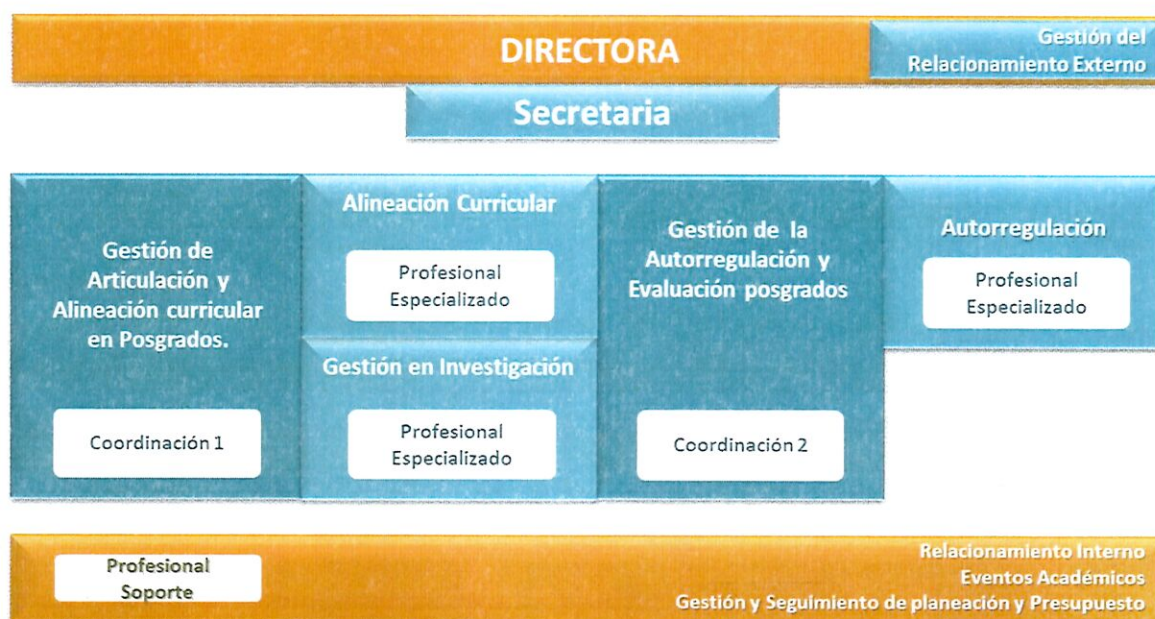 DIRECTORA
Gestión del
Relacionamiento Externo
Secretaria
Gestión de
Articulación y
Alineación curricular
en Posgrados.
Coordinación 1
Alineación Curricular
Profesional
Especializado
Gestión en Investigación
Profesional
Especializado
Gestión de la
Autorregulación y
Evaluación posgrados
Coordinación 2
Autorregulación
Profesional
Especializado
Profesional
Soporte
Relacionamiento Interno
Eventos Académicos
Gestión y Seguimiento de planeación y Presupuesto